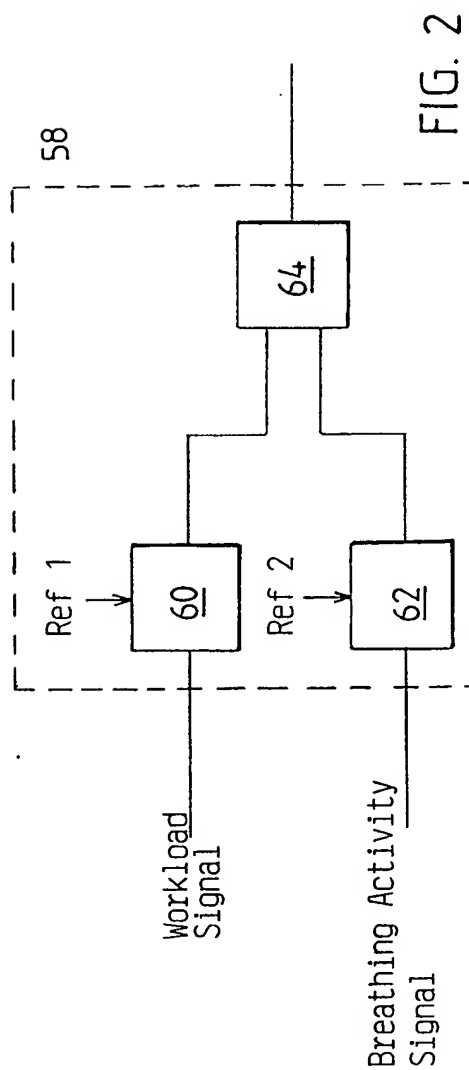 58
Ref 1
60
64
Workload
Signal
Ref 2
62
Breathing Activity
Signal
FIG. 2